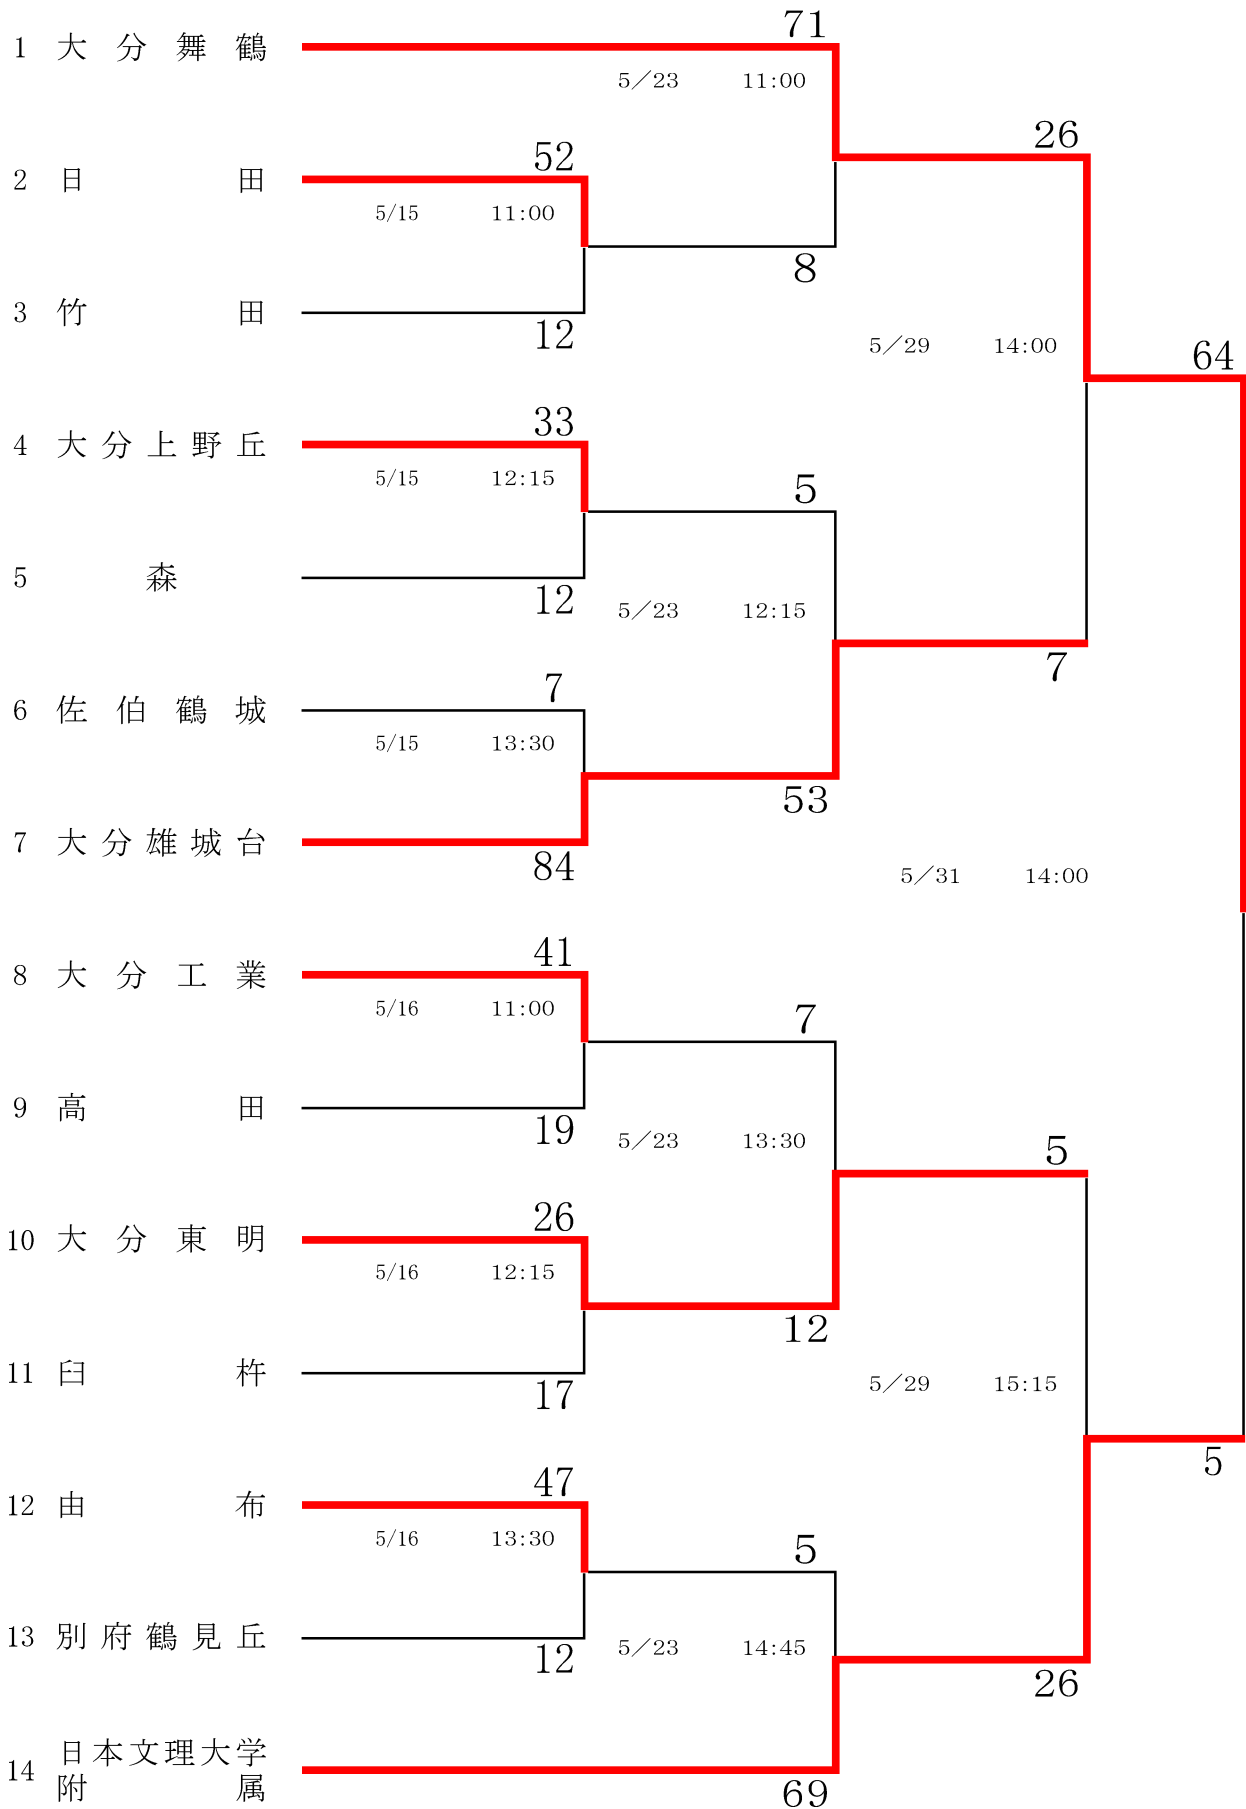 71
1 大分舞鶴
5／23 11:00
26
52
2 日田
5/15 11:00
8
3 竹田
12
5／29 14:00
64
33
4 大分上野丘
5/15 12:15
5
5 森
12
5／23 12:15
7
7
6 佐伯鶴城
5/15 13:30
53
7 大分雄城台
84
5／31 14:00
41
8 大分工業
5/16 11:00
7
9 高田
19
5／23 13:30
5
26
10 大分東明
5/16 12:15
12
11 臼杵
17
5／29 15:15
5
47
12 由布
5/16 13:30
5
13 別府鶴見丘
12
5／23 14:45
26
14 日本文理大学
附属
69